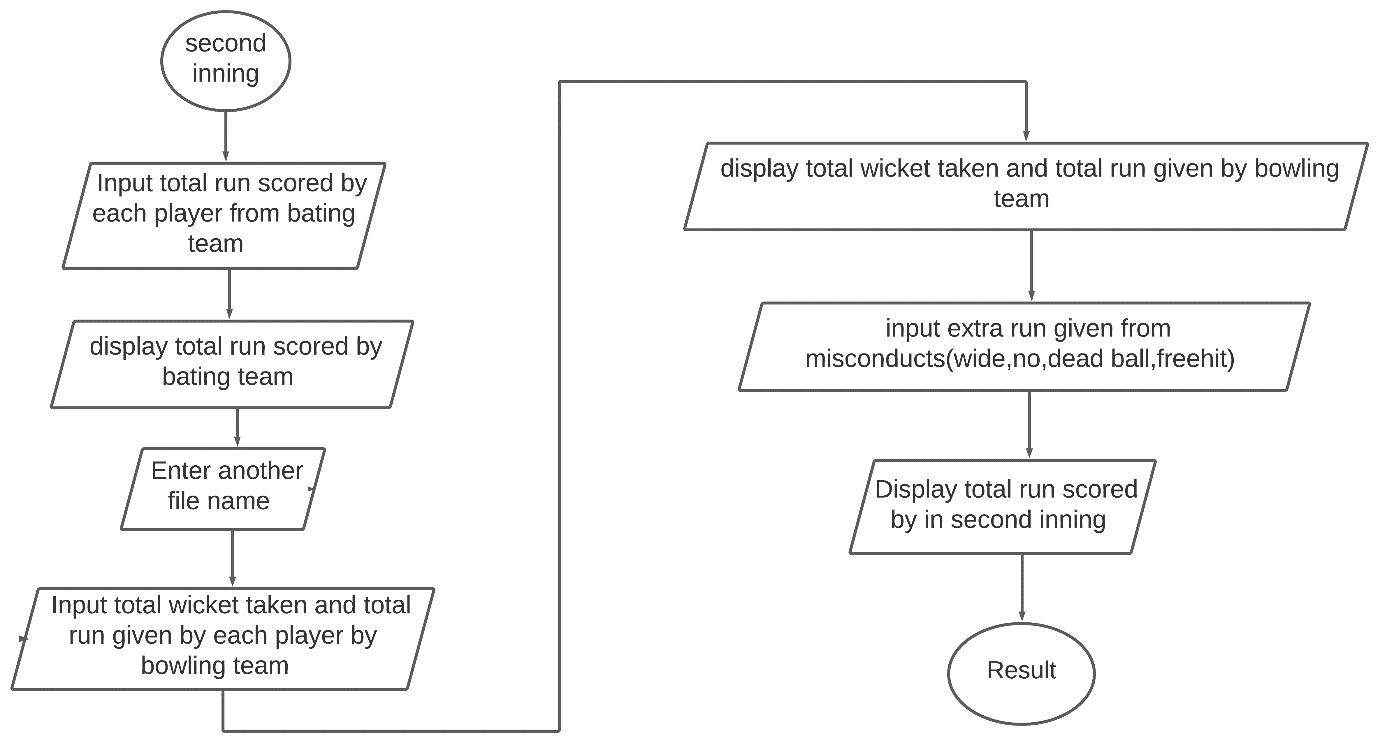 second
inning
Input total run scored by
each player from bating
team
display total run scored by
bating team
Enter another
file name
Input total wicket taken and total
run given by each player by
bowling team
display total wicket taken and total run given by bowling
team
input extra run given from
misconducts(wide,no,dead ball,freehit)
Display total run scored
by in second inning
Result